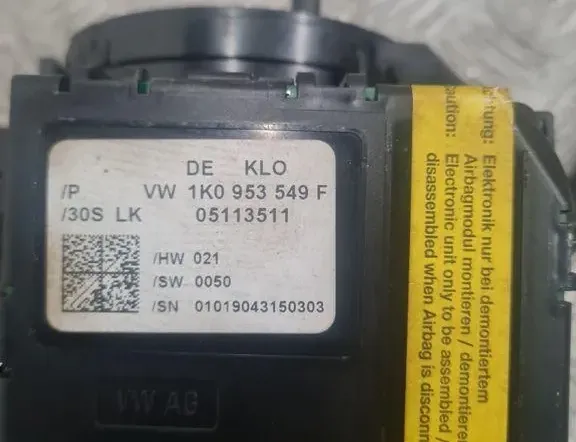 DE KLO
/P VW 1K0 953 549 F
/30S LK 05113511
/HW 021
/SW 0050
/SN 01019043150303
VW AG
Elektronik nur bei demontiertem
Airbagmodul montieren / demontieren
Electronic unit only to be assembled /
disassembled when Airbag is